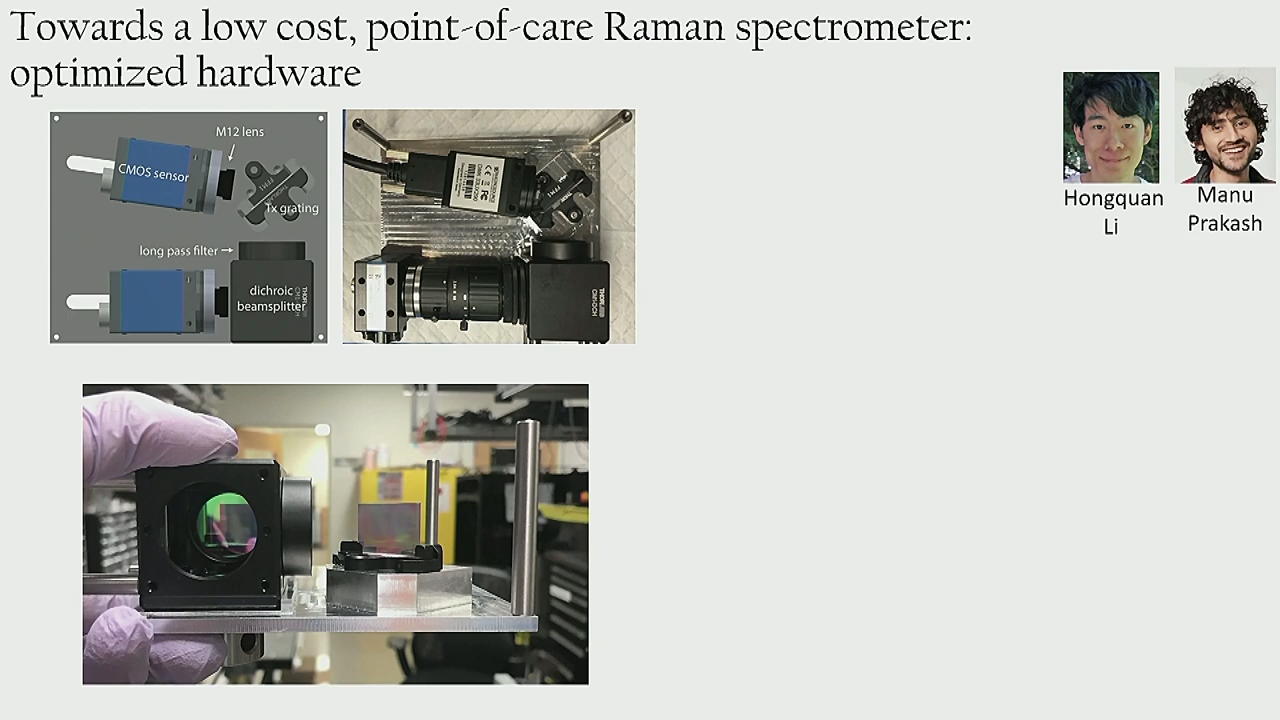 Towards a low cost, point-of-care Raman spectrometer:
optimized hardware
M12 lens
CMOS sensor
Tx grating
long pass filter
dichroic
beamsplitter
Hongquan
Li
Manu
Prakash